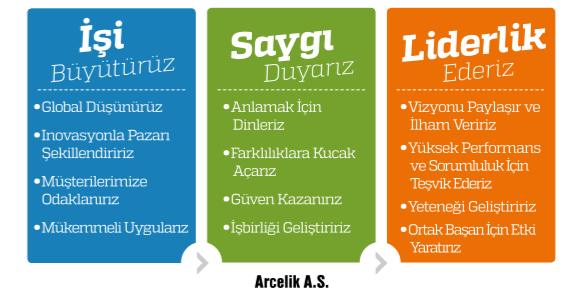 İşi
Büyütürüz
• Global Düşünürüz
• Inovasyonla Pazarı
Şekillendiririz
• Müşterilerimize
Odaklanırız
• Mükemmeli Uygularız
Saygı
Duyarız
• Anlamak İçin
Dinleriz
• Farklılıklara Kucak
Açarız
• Güven Kazanırız
• İşbirliği Geliştiririz
Liderlik
Ederiz
• Vizyonu Paylaşır ve
İlham Veririz
• Yüksek Performans
ve Sorumluluk İçin
Teşvik Ederiz
• Yeteneği Geliştiririz
• Ortak Başarı İçin Etki
Yaratırız
Arcelik A.S.